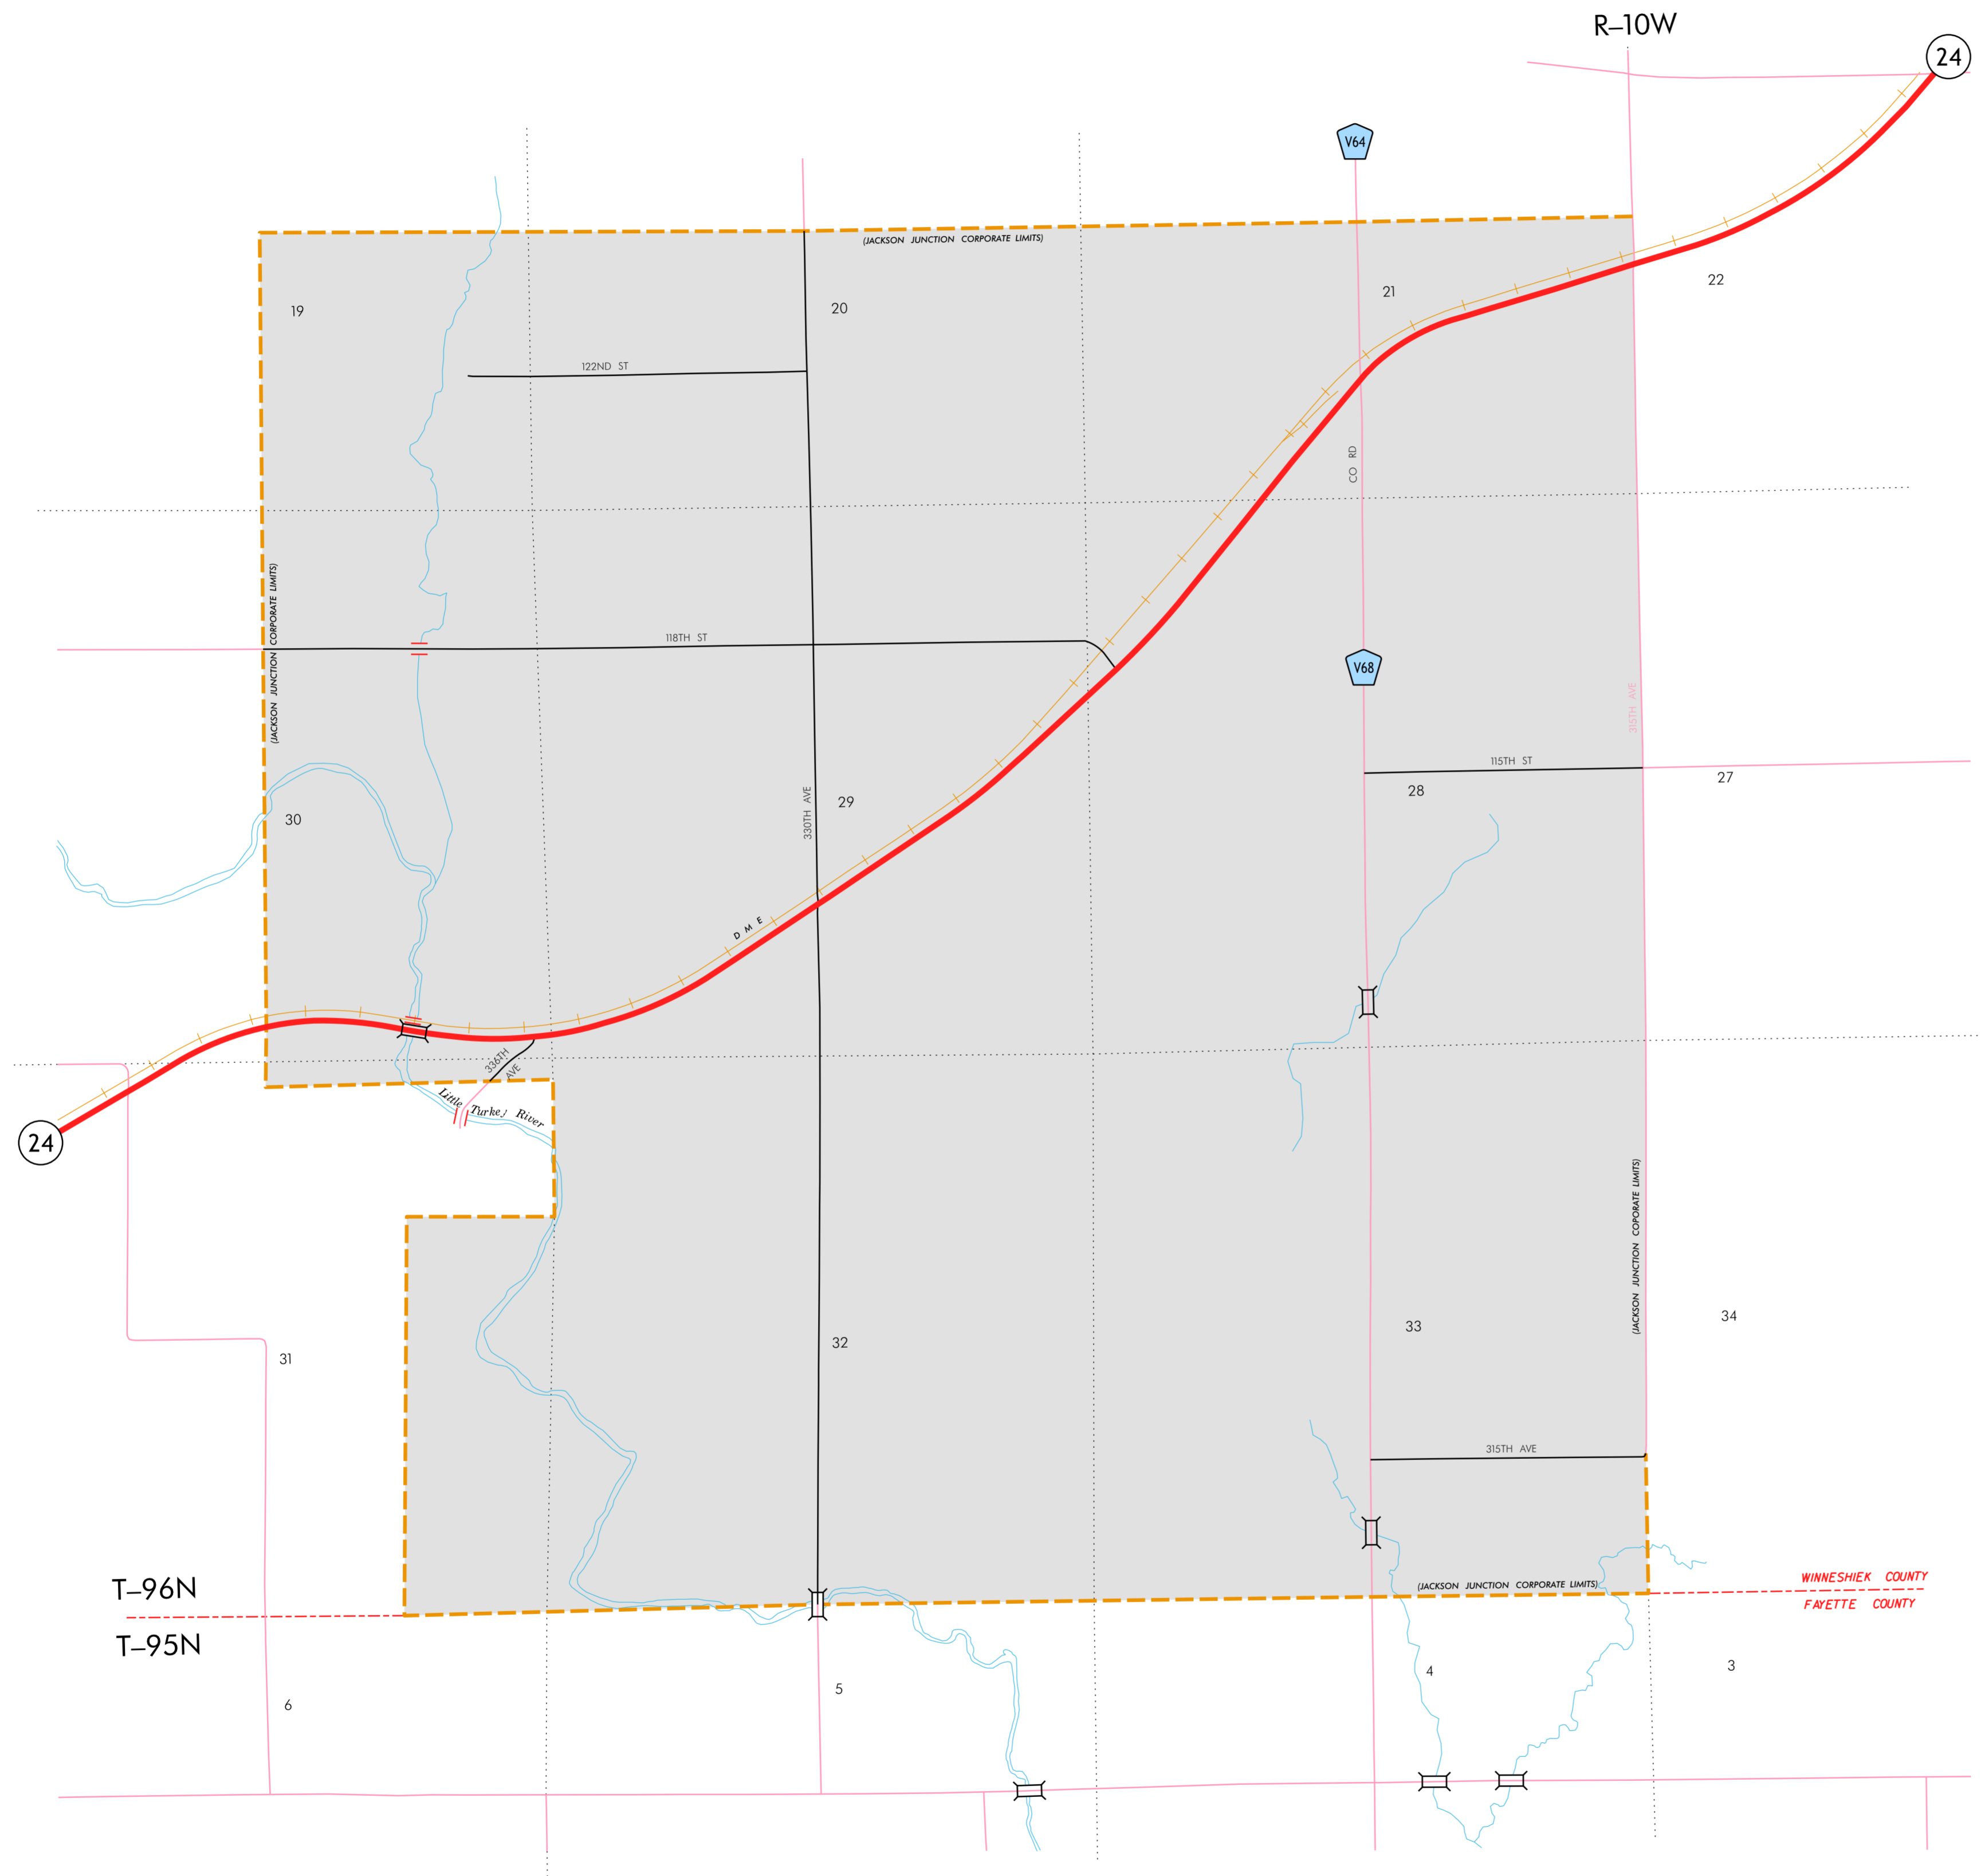 R–10W
24
V64
(JACKSON JUNCTION CORPORATE LIMITS)
19
20
21
22
122ND ST
CO RD
(JACKSON JUNCTION CORPORATE LIMITS)
118TH ST
V68
315TH AVE
115TH ST
27
28
29
30
330TH AVE
D M E
336TH
AVE
Little Turkey River
24
(JACKSON JUNCTION COPORATE LIMITS)
31
32
33
34
315TH AVE
T–96N
(JACKSON JUNCTION CORPORATE LIMITS)
WINNESHIEK COUNTY
FAYETTE COUNTY
T–95N
6
5
4
3